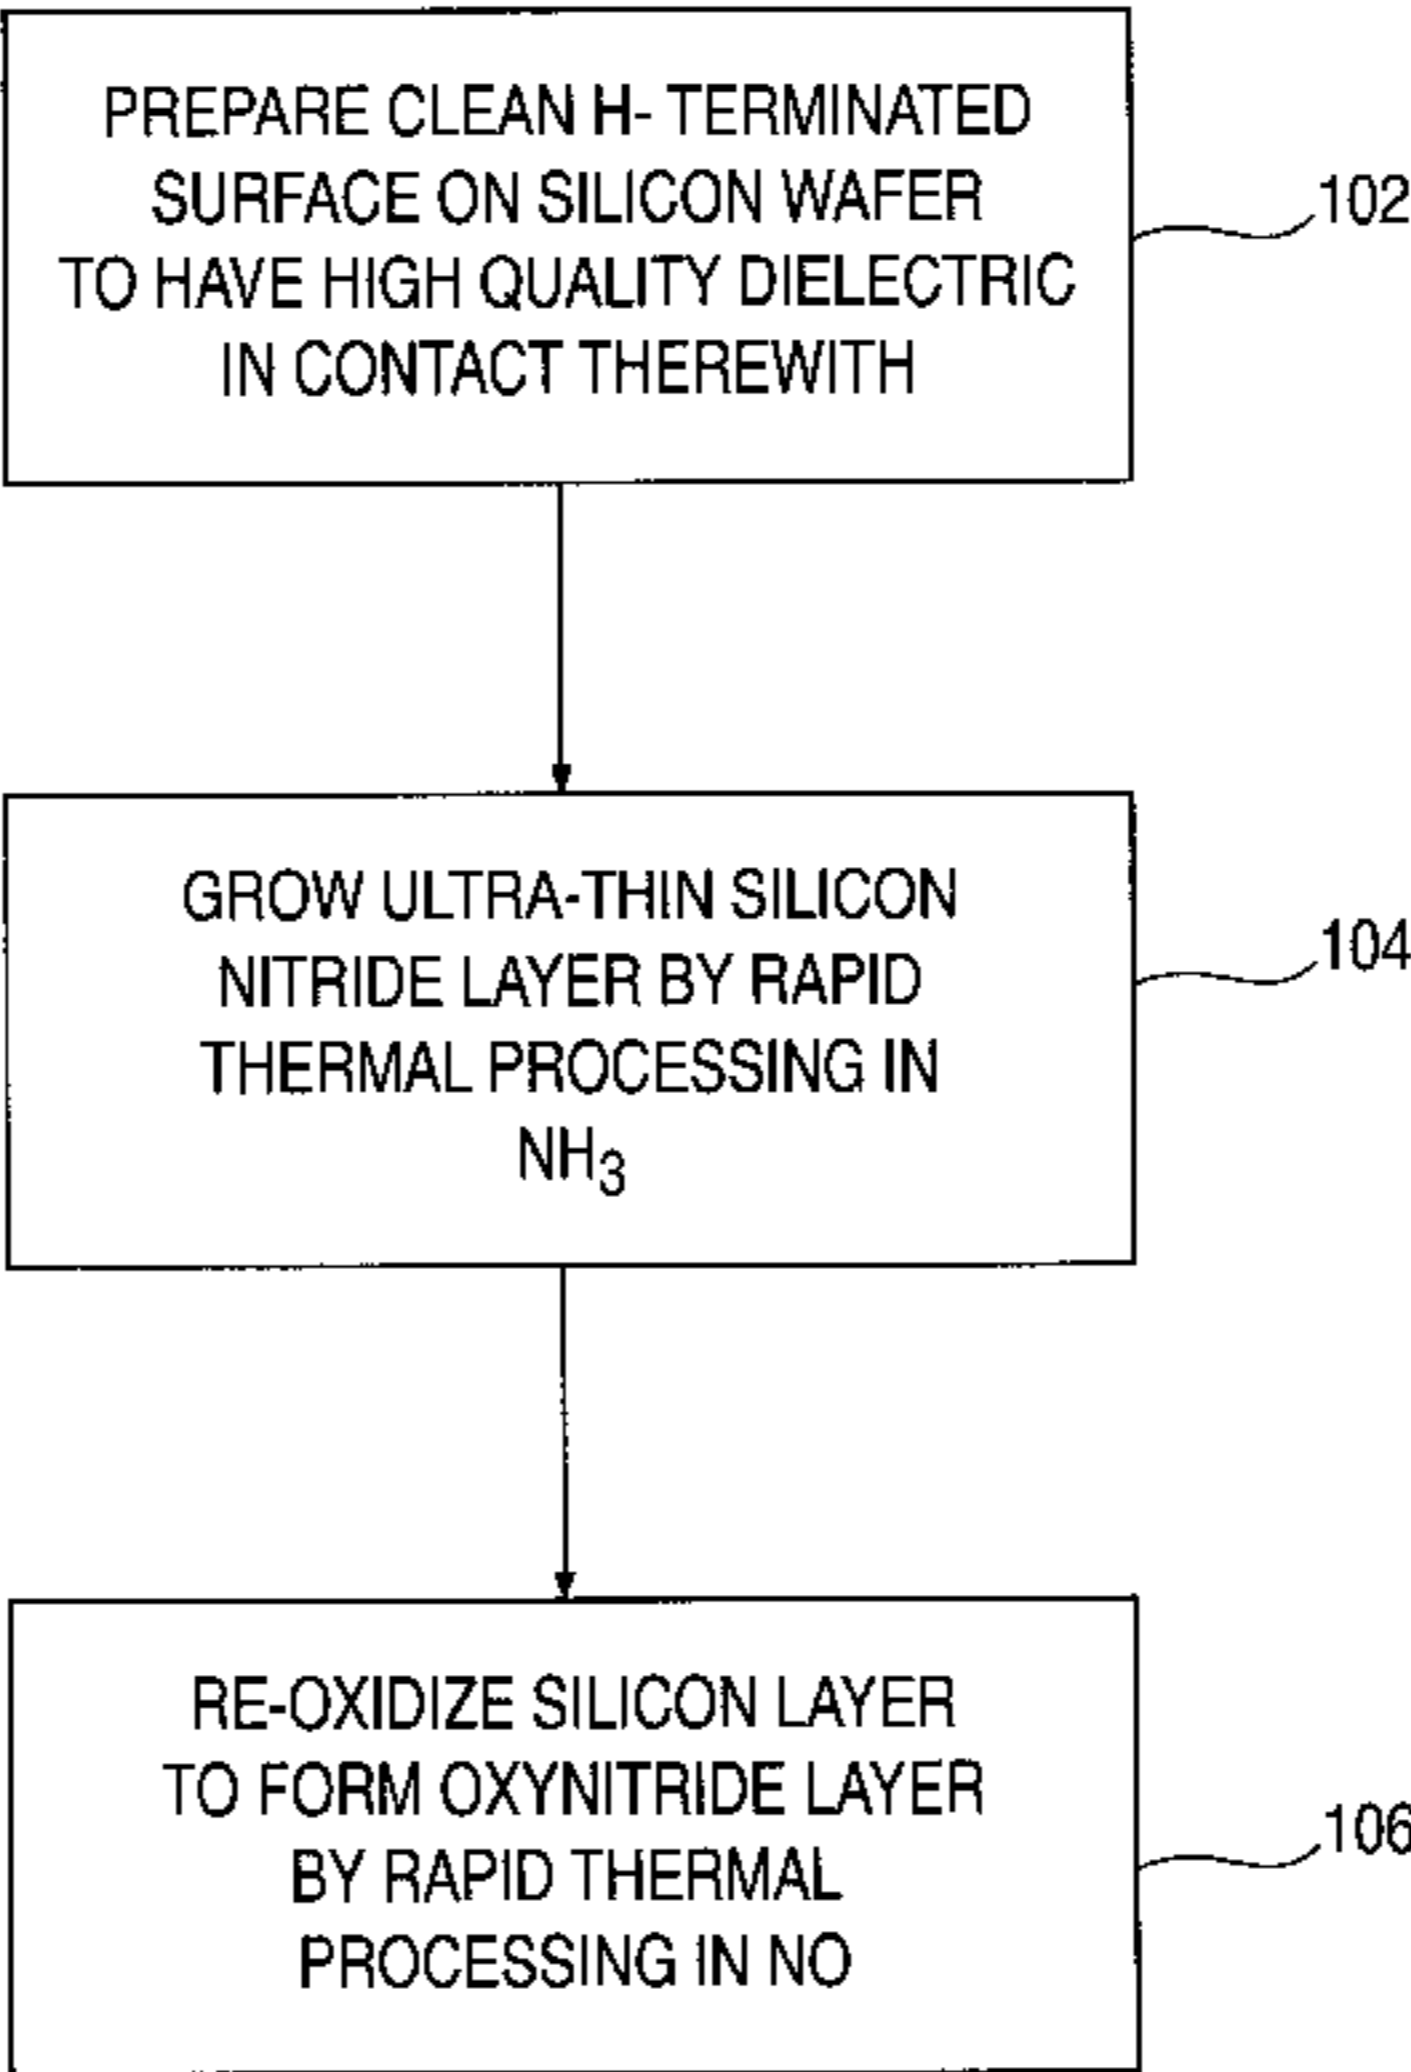 PREPARE CLEAN H- TERMINATED
SURFACE ON SILICON WAFER
TO HAVE HIGH QUALITY DIELECTRIC
IN CONTACT THEREWITH
102
GROW ULTRA-THIN SILICON
NITRIDE LAYER BY RAPID
THERMAL PROCESSING IN
NH₃
104
RE-OXIDIZE SILICON LAYER
TO FORM OXYNITRIDE LAYER
BY RAPID THERMAL
PROCESSING IN NO
106